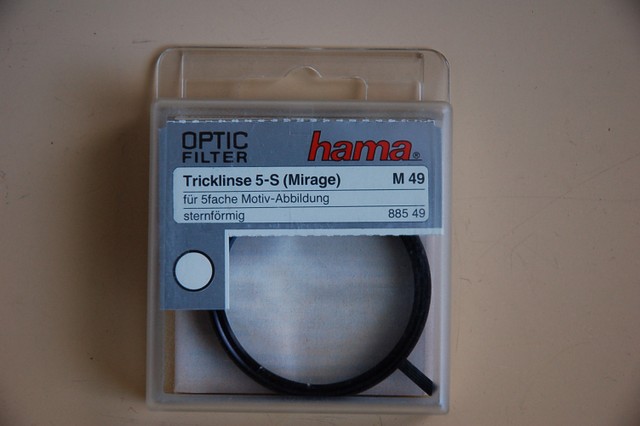 OPTIC
FILTER
hama®
Tricklinse 5-S (Mirage) M 49
für 5fache Motiv-Abbildung
sternförmig 885 49